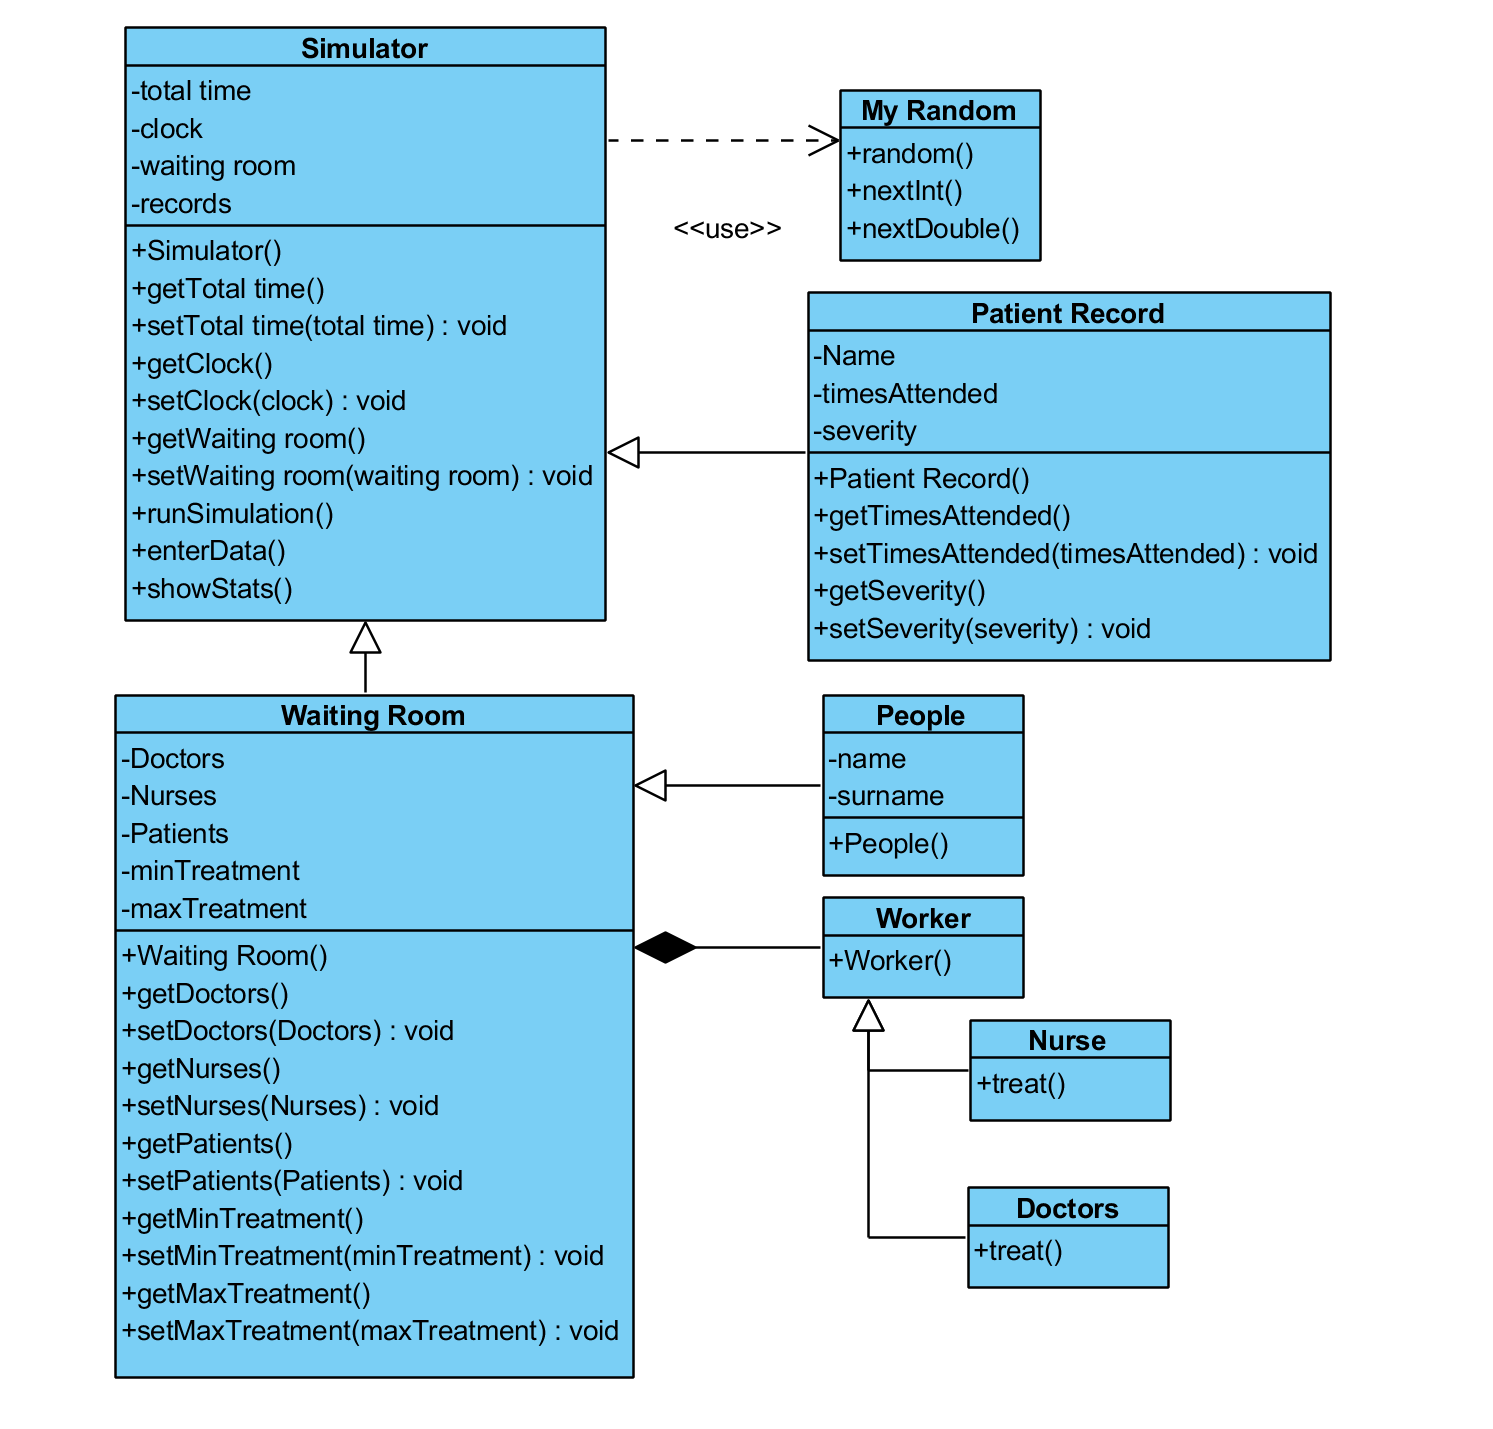 Simulator
-total time
-clock
-waiting room
-records
+Simulator()
+getTotal time()
+setTotal time(total time) : void
+getClock()
+setClock(clock) : void
+getWaiting room()
+setWaiting room(waiting room) : void
+runSimulation()
+enterData()
+showStats()
<<use>>
My Random
+random()
+nextInt()
+nextDouble()
Patient Record
-Name
-timesAttended
-severity
+Patient Record()
+getTimesAttended()
+setTimesAttended(timesAttended) : void
+getSeverity()
+setSeverity(severity) : void
Waiting Room
-Doctors
-Nurses
-Patients
-minTreatment
-maxTreatment
+Waiting Room()
+getDoctors()
+setDoctors(Doctors) : void
+getNurses()
+setNurses(Nurses) : void
+getPatients()
+setPatients(Patients) : void
+getMinTreatment()
+setMinTreatment(minTreatment) : void
+getMaxTreatment()
+setMaxTreatment(maxTreatment) : void
People
-name
-surname
+People()
Worker
+Worker()
Nurse
+treat()
Doctors
+treat()